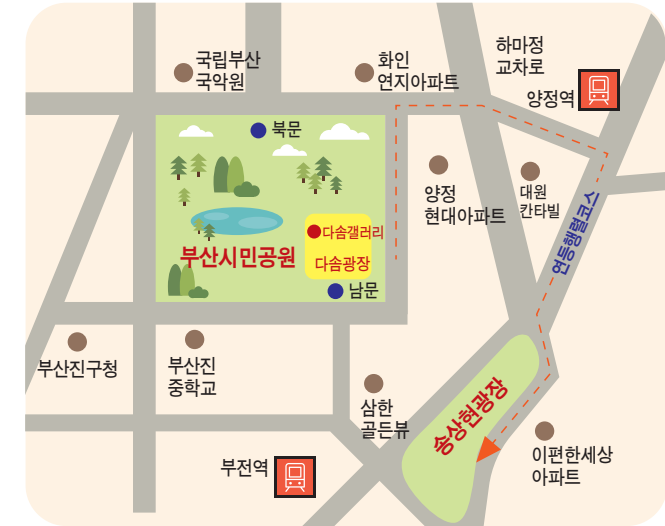 국립부산
국악원
화인
연지아파트
하마정
교차로
양정역
북문
양정
현대아파트
대원
칸타빌
연등행렬코스
다솜갤러리
부산시민공원
다솜광장
남문
부산진구청
부산진
중학교
삼한
골든뷰
송상현광장
이편한세상
아파트
부전역